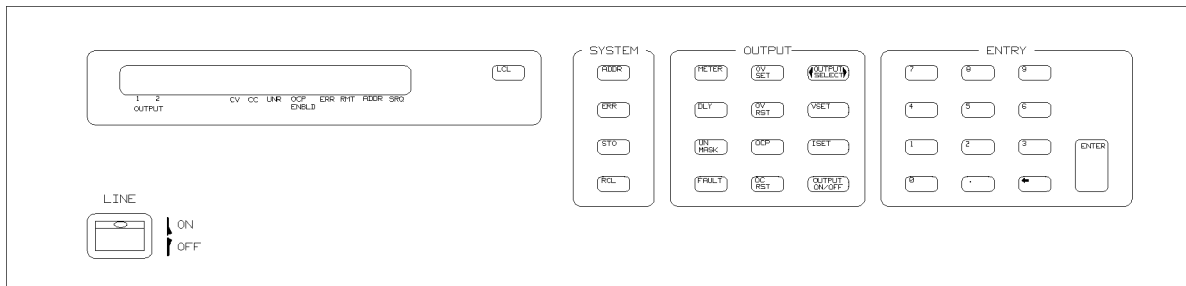 SYSTEM OUTPUT ENTRY
LCL
1 2 CV CC UNR OCP ERR RMT ADDR SRQ
OUTPUT ENBLD
ADDR
ERR
STO
RCL
METER OV SET OUTPUT SELECT
DLY OV RST VSET
UN MASK OCP ISET
FAULT OC RST OUTPUT ON/OFF
7 8 9
4 5 6
1 2 3
0 . ←
ENTER
LINE
ON
OFF